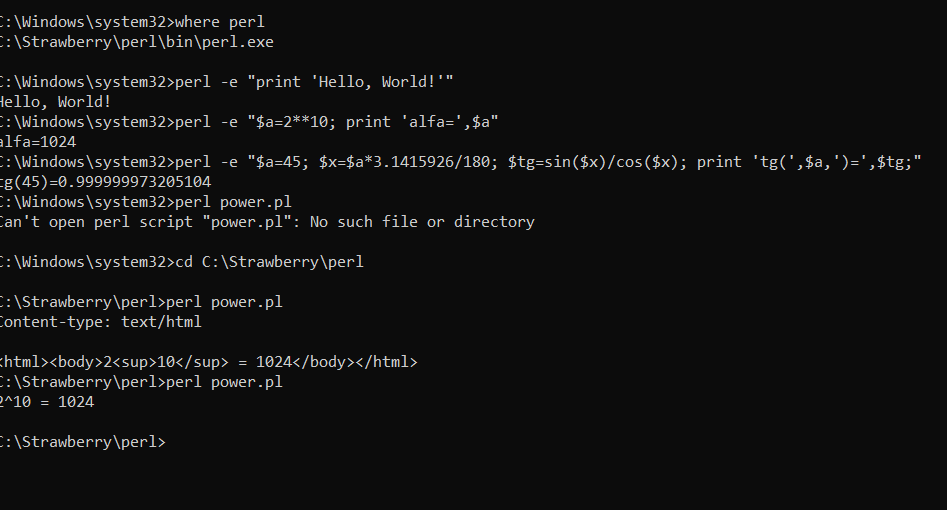 C:\Windows\system32>where perl
C:\Strawberry\perl\bin\perl.exe
C:\Windows\system32>perl -e "print 'Hello, World!'"
Hello, World!
C:\Windows\system32>perl -e "$a=2**10; print 'alfa=',$a"
alfa=1024
C:\Windows\system32>perl -e "$a=45; $x=$a*3.1415926/180; $tg=sin($x)/cos($x); print 'tg(',$a,')=',$tg;"
tg(45)=0.999999973205104
C:\Windows\system32>perl power.pl
Can't open perl script "power.pl": No such file or directory
C:\Windows\system32>cd C:\Strawberry\perl
C:\Strawberry\perl>perl power.pl
Content-type: text/html
<html><body>2<sup>10</sup> = 1024</body></html>
C:\Strawberry\perl>perl power.pl
2^10 = 1024
C:\Strawberry\perl>